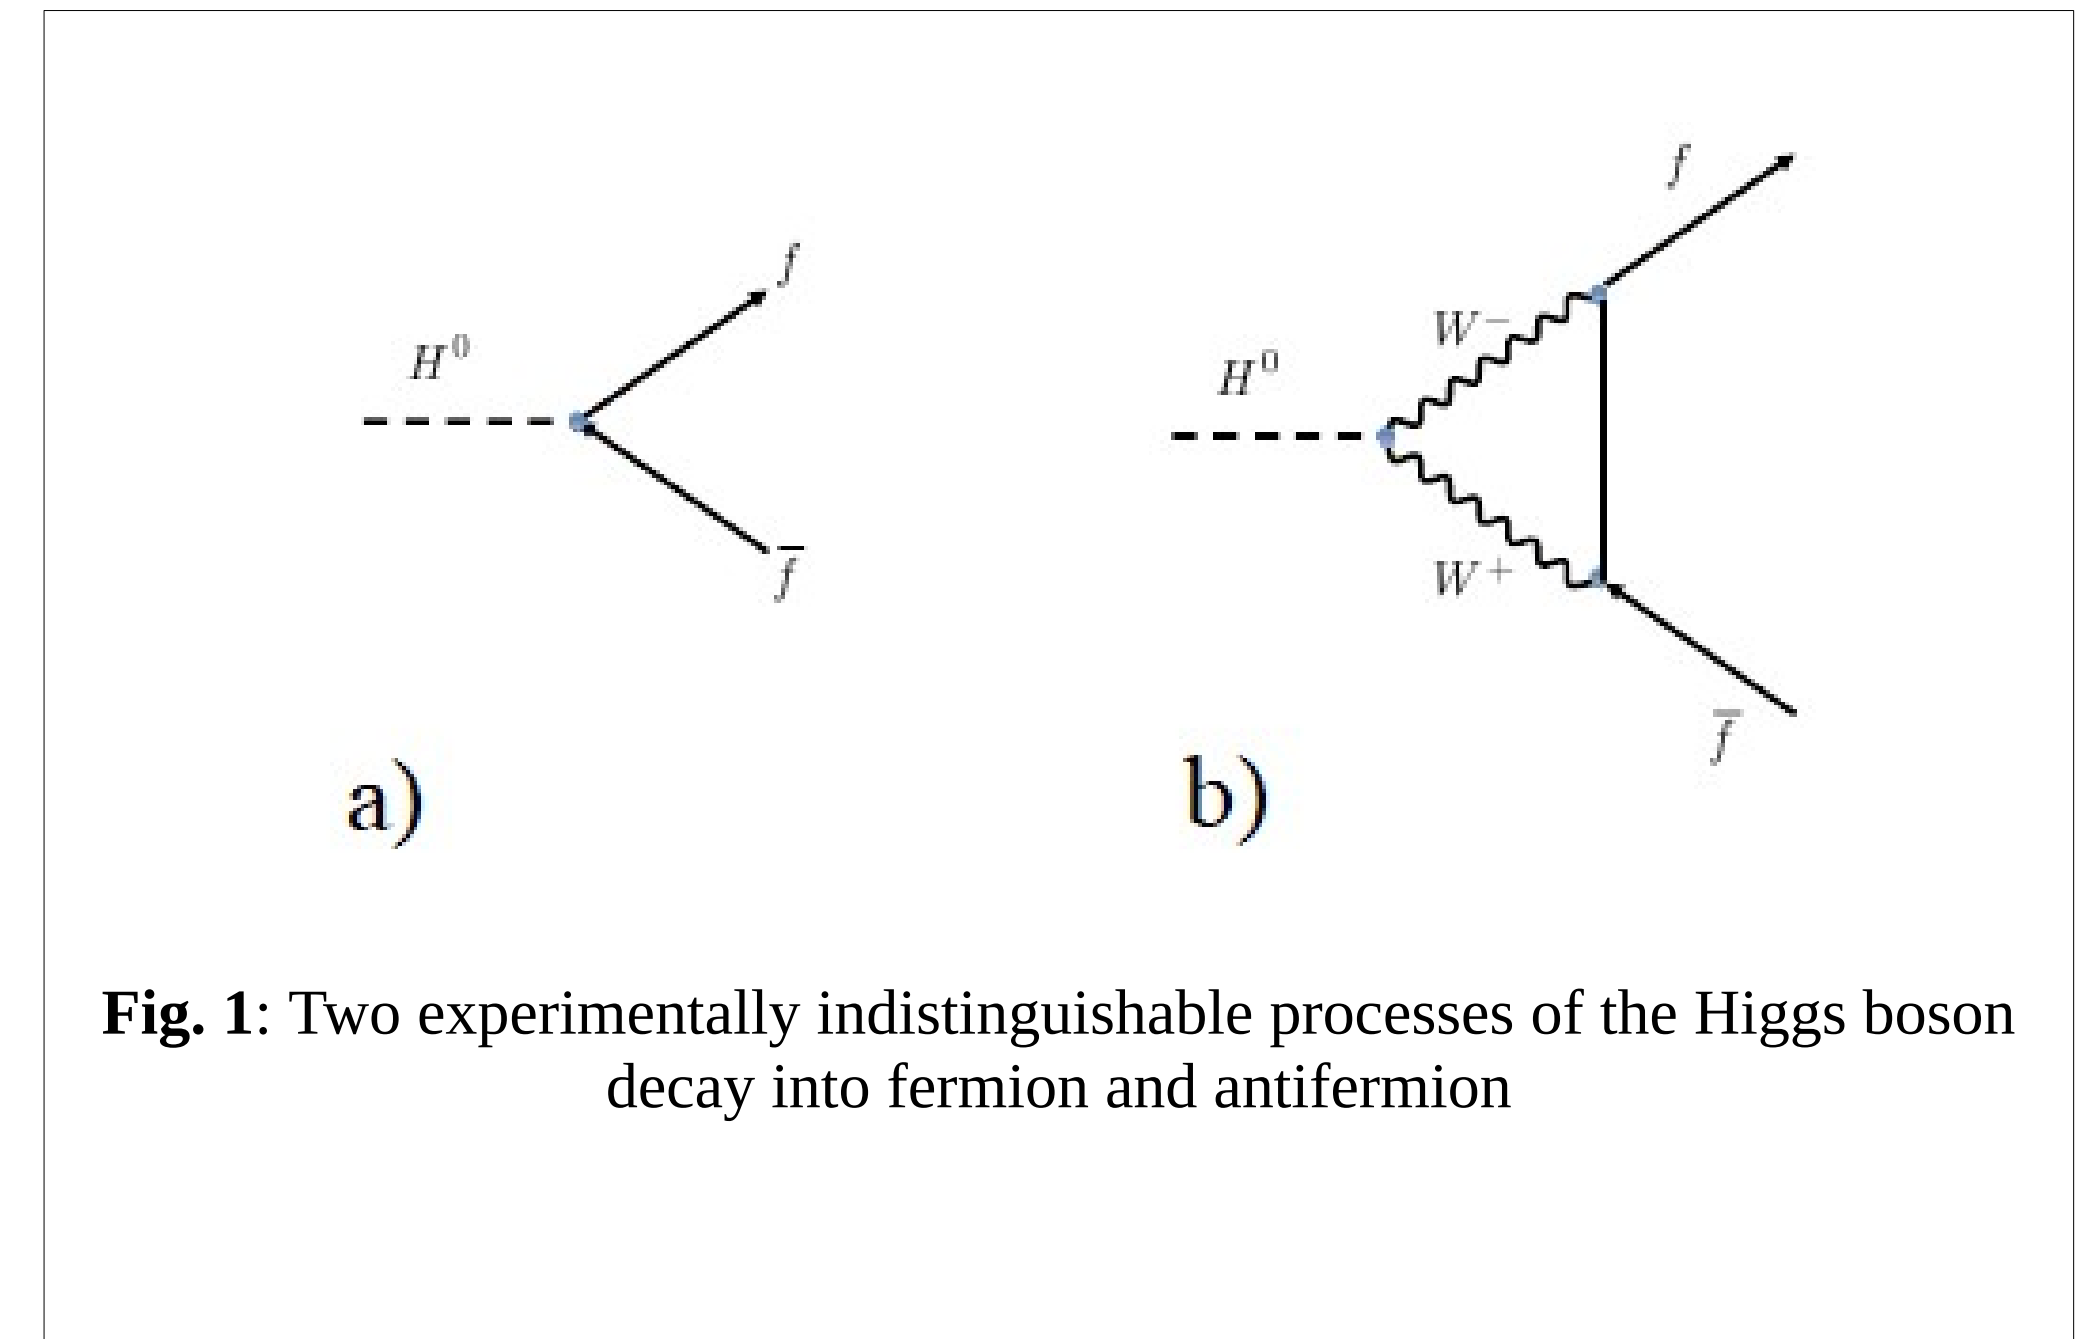 f
H⁰
f̅
a)
f
W⁻
H⁰
W⁺
f̅
b)
Fig. 1: Two experimentally indistinguishable processes of the Higgs boson
decay into fermion and antifermion